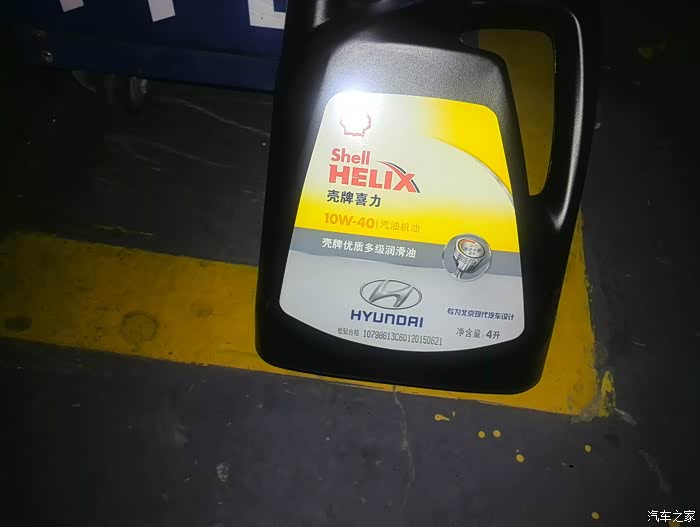 Shell
HELIX
壳牌喜力
10W-40 | 汽油机油
壳牌优质多级润滑油
HYUNDAI
专为北京现代汽车设计
净含量: 4升
检验合格 10798613C60120150621
汽车之家